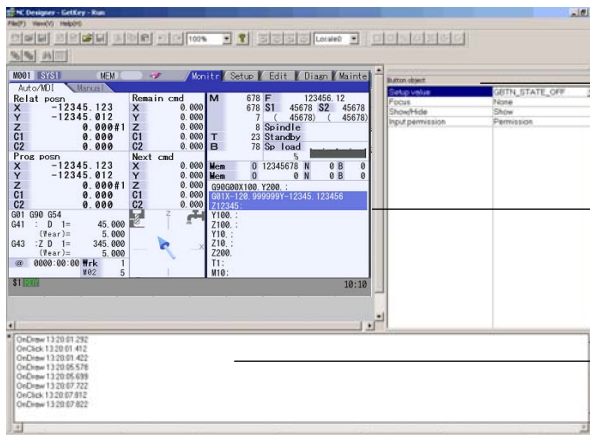 NC Designer - GetKey - Run
File(F) View(V) Help(H)
100% Locate0
M001 SYS1 MEM Monitr Setup Edit Diagn Mainte
Auto/MDI Manual
Relat posn Remain cmd M 678 F 123456.12
X -12345.123 X 0.000 678 S1 45678 S2 45678
Y -12345.012 Y 0.000 7 ( 45678) ( 45678)
Z 0.000#1 Z 0.000 8 Spindle
C1 0.000 C1 0.000 T 23 Standby
C2 0.000 C2 0.000 B 78 Sp load
Prog posn Next cmd 5
X -12345.123 X 0.000 Mem O 12345678 N 0 B 0
Y -12345.012 Y 0.000 Mem O 0 N 0 B 0
Z 0.000#1 Z 0.000 G90G00X100.Y200.;
C1 0.000 C1 0.000 G01X-120.999999Y-12345.123456
C2 0.000 C2 0.000 Z12345;
G01 G90 G54 Z Y100.;
G41 : D 1= 45.000 Z100.;
(Wear)= 5.000 Y10.;
G43 :Z D 1= 345.000 X Z10.;
(Wear)= 5.000 Z200.
@ 0000:00:00 Wrk 1 T1;
M02 5 M10;
$1 10:10
Button object
Setup value GBTN_STATE_OFF
Focus None
Show/Hide Show
Input permission Permission
OnDraw 13:20:01.292
OnClick 13:20:01.412
OnDraw 13:20:01.422
OnDraw 13:20:05.578
OnDraw 13:20:05.699
OnDraw 13:20:07.722
OnClick 13:20:07.812
OnDraw 13:20:07.822